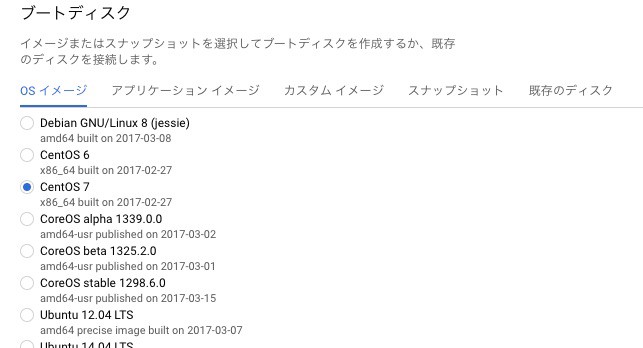 ブートディスク
イメージまたはスナップショットを選択してブートディスクを作成するか、既存
のディスクを接続します。
OS イメージ アプリケーション イメージ カスタム イメージ スナップショット 既存のディスク
Debian GNU/Linux 8 (jessie)
amd64 built on 2017-03-08
CentOS 6
x86_64 built on 2017-02-27
CentOS 7
x86_64 built on 2017-02-27
CoreOS alpha 1339.0.0
amd64-usr published on 2017-03-02
CoreOS beta 1325.2.0
amd64-usr published on 2017-03-01
CoreOS stable 1298.6.0
amd64-usr published on 2017-03-15
Ubuntu 12.04 LTS
amd64 precise image built on 2017-03-07
Ubuntu 14.04 LTS